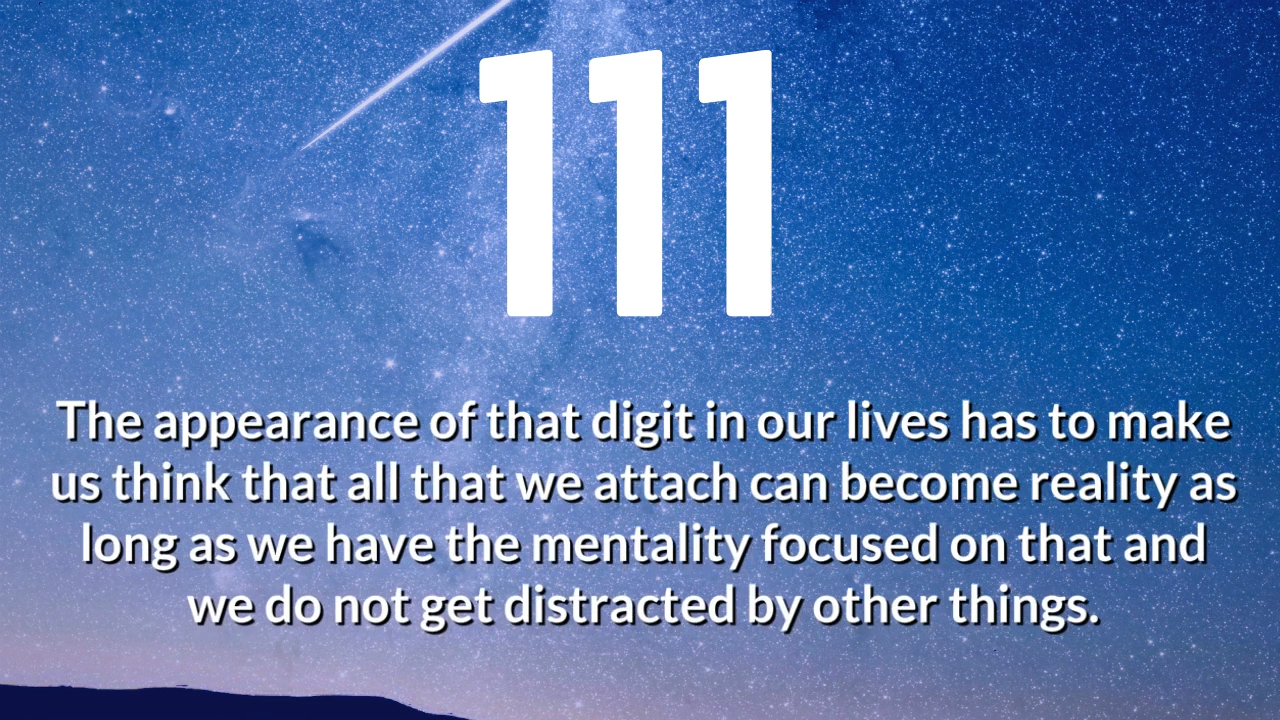 111
The appearance of that digit in our lives has to make
us think that all that we attach can become reality as
long as we have the mentality focused on that and
we do not get distracted by other things.